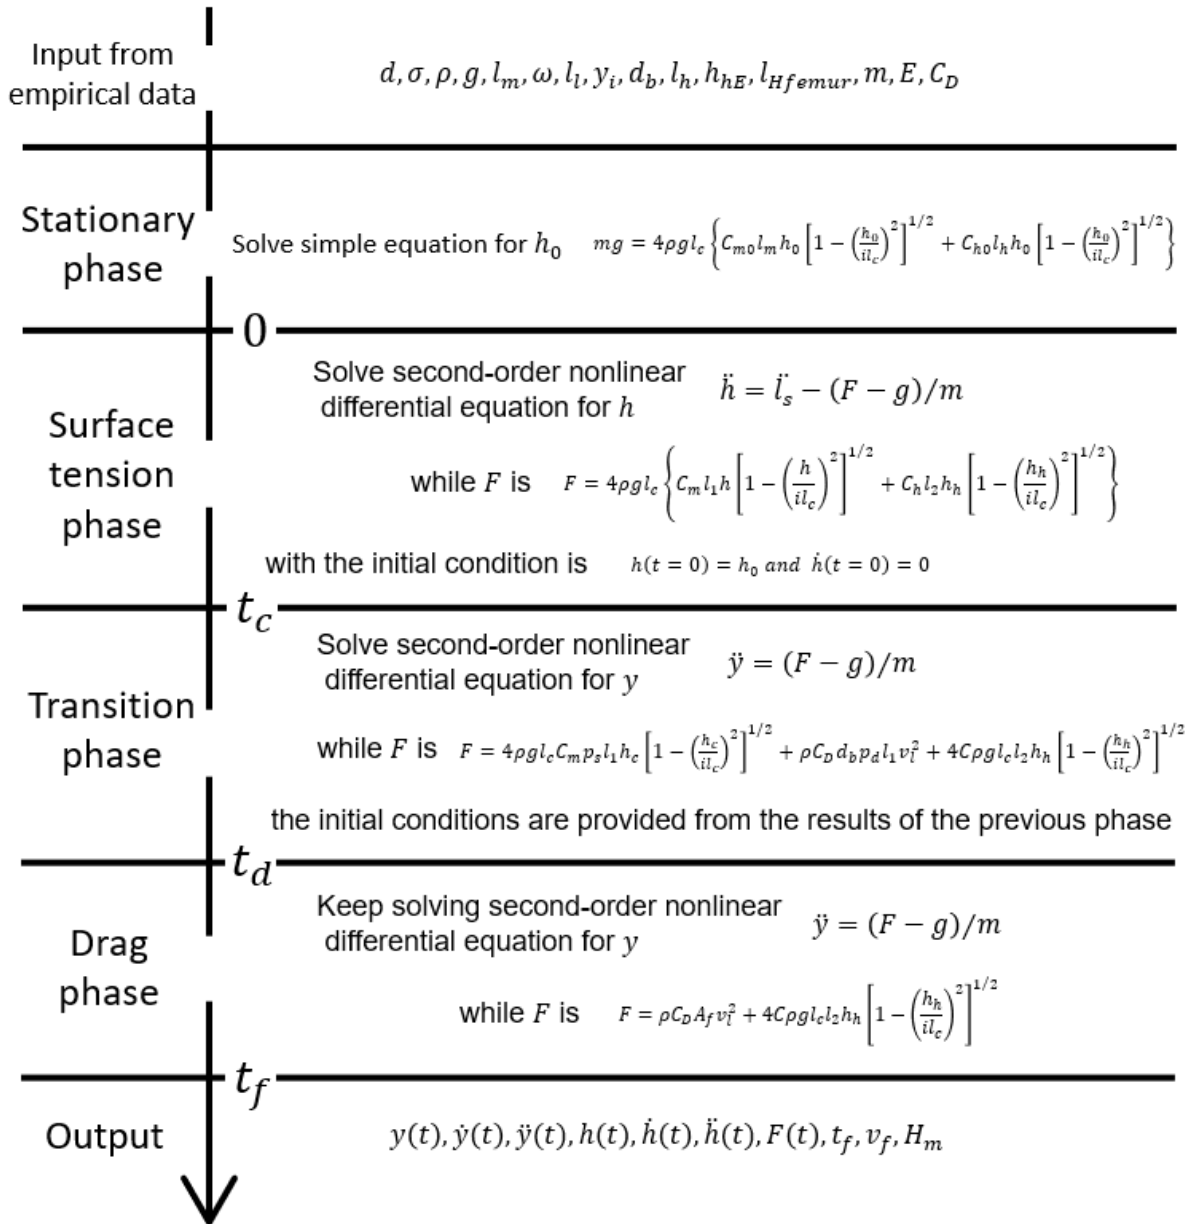 Input from
empirical data
d, σ, ρ, g, l_m, ω, l_l, y_i, d_b, l_h, h_{hE}, l_{Hfemur}, m, E, C_D
Stationary
phase
Solve simple equation for h_0 mg = 4ρgl_c {C_{m0}l_m h_0 [1 − (h_0/il_c)^2]^{1/2} + C_{h0}l_h h_0 [1 − (h_0/il_c)^2]^{1/2}}
0
Surface
tension
phase
Solve second-order nonlinear
differential equation for h
ḧ = l̈_s − (F − g)/m
while F is F = 4ρgl_c {C_m l_1 h [1 − (h/il_c)^2]^{1/2} + C_h l_2 h_h [1 − (h_h/il_c)^2]^{1/2}}
with the initial condition is h(t = 0) = h_0 and ḣ(t = 0) = 0
t_c
Transition
phase
Solve second-order nonlinear
differential equation for y
ÿ = (F − g)/m
while F is F = 4ρgl_c C_m p_s l_1 h_c [1 − (h_c/il_c)^2]^{1/2} + ρC_D d_b p_d l_1 v_l^2 + 4Cρgl_c l_2 h_h [1 − (h_h/il_c)^2]^{1/2}
the initial conditions are provided from the results of the previous phase
t_d
Drag
phase
Keep solving second-order nonlinear
differential equation for y
ÿ = (F − g)/m
while F is F = ρC_D A_f v_l^2 + 4Cρgl_c l_2 h_h [1 − (h_h/il_c)^2]^{1/2}
t_f
Output
y(t), ẏ(t), ÿ(t), h(t), ḣ(t), ḧ(t), F(t), t_f, v_f, H_m